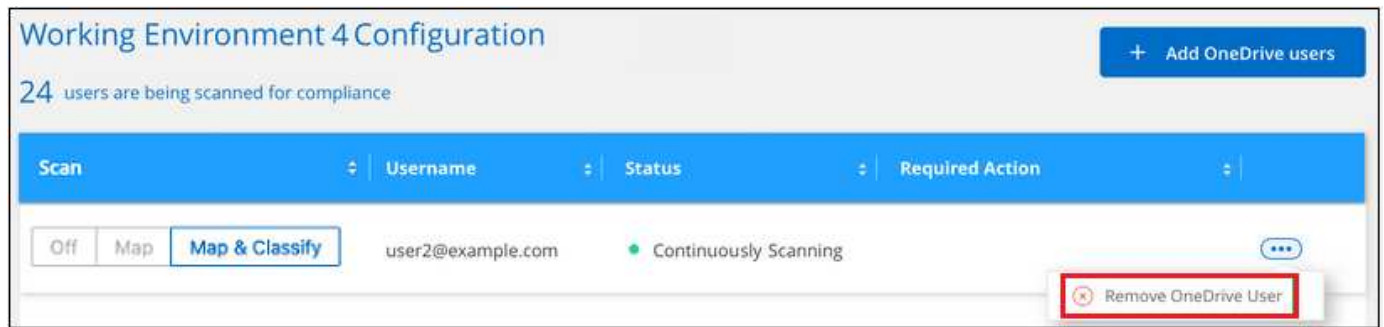 Working Environment 4 Configuration
+ Add OneDrive users
24 users are being scanned for compliance
Scan Username Status Required Action
Off Map Map & Classify user2@example.com Continuously Scanning
Remove OneDrive User